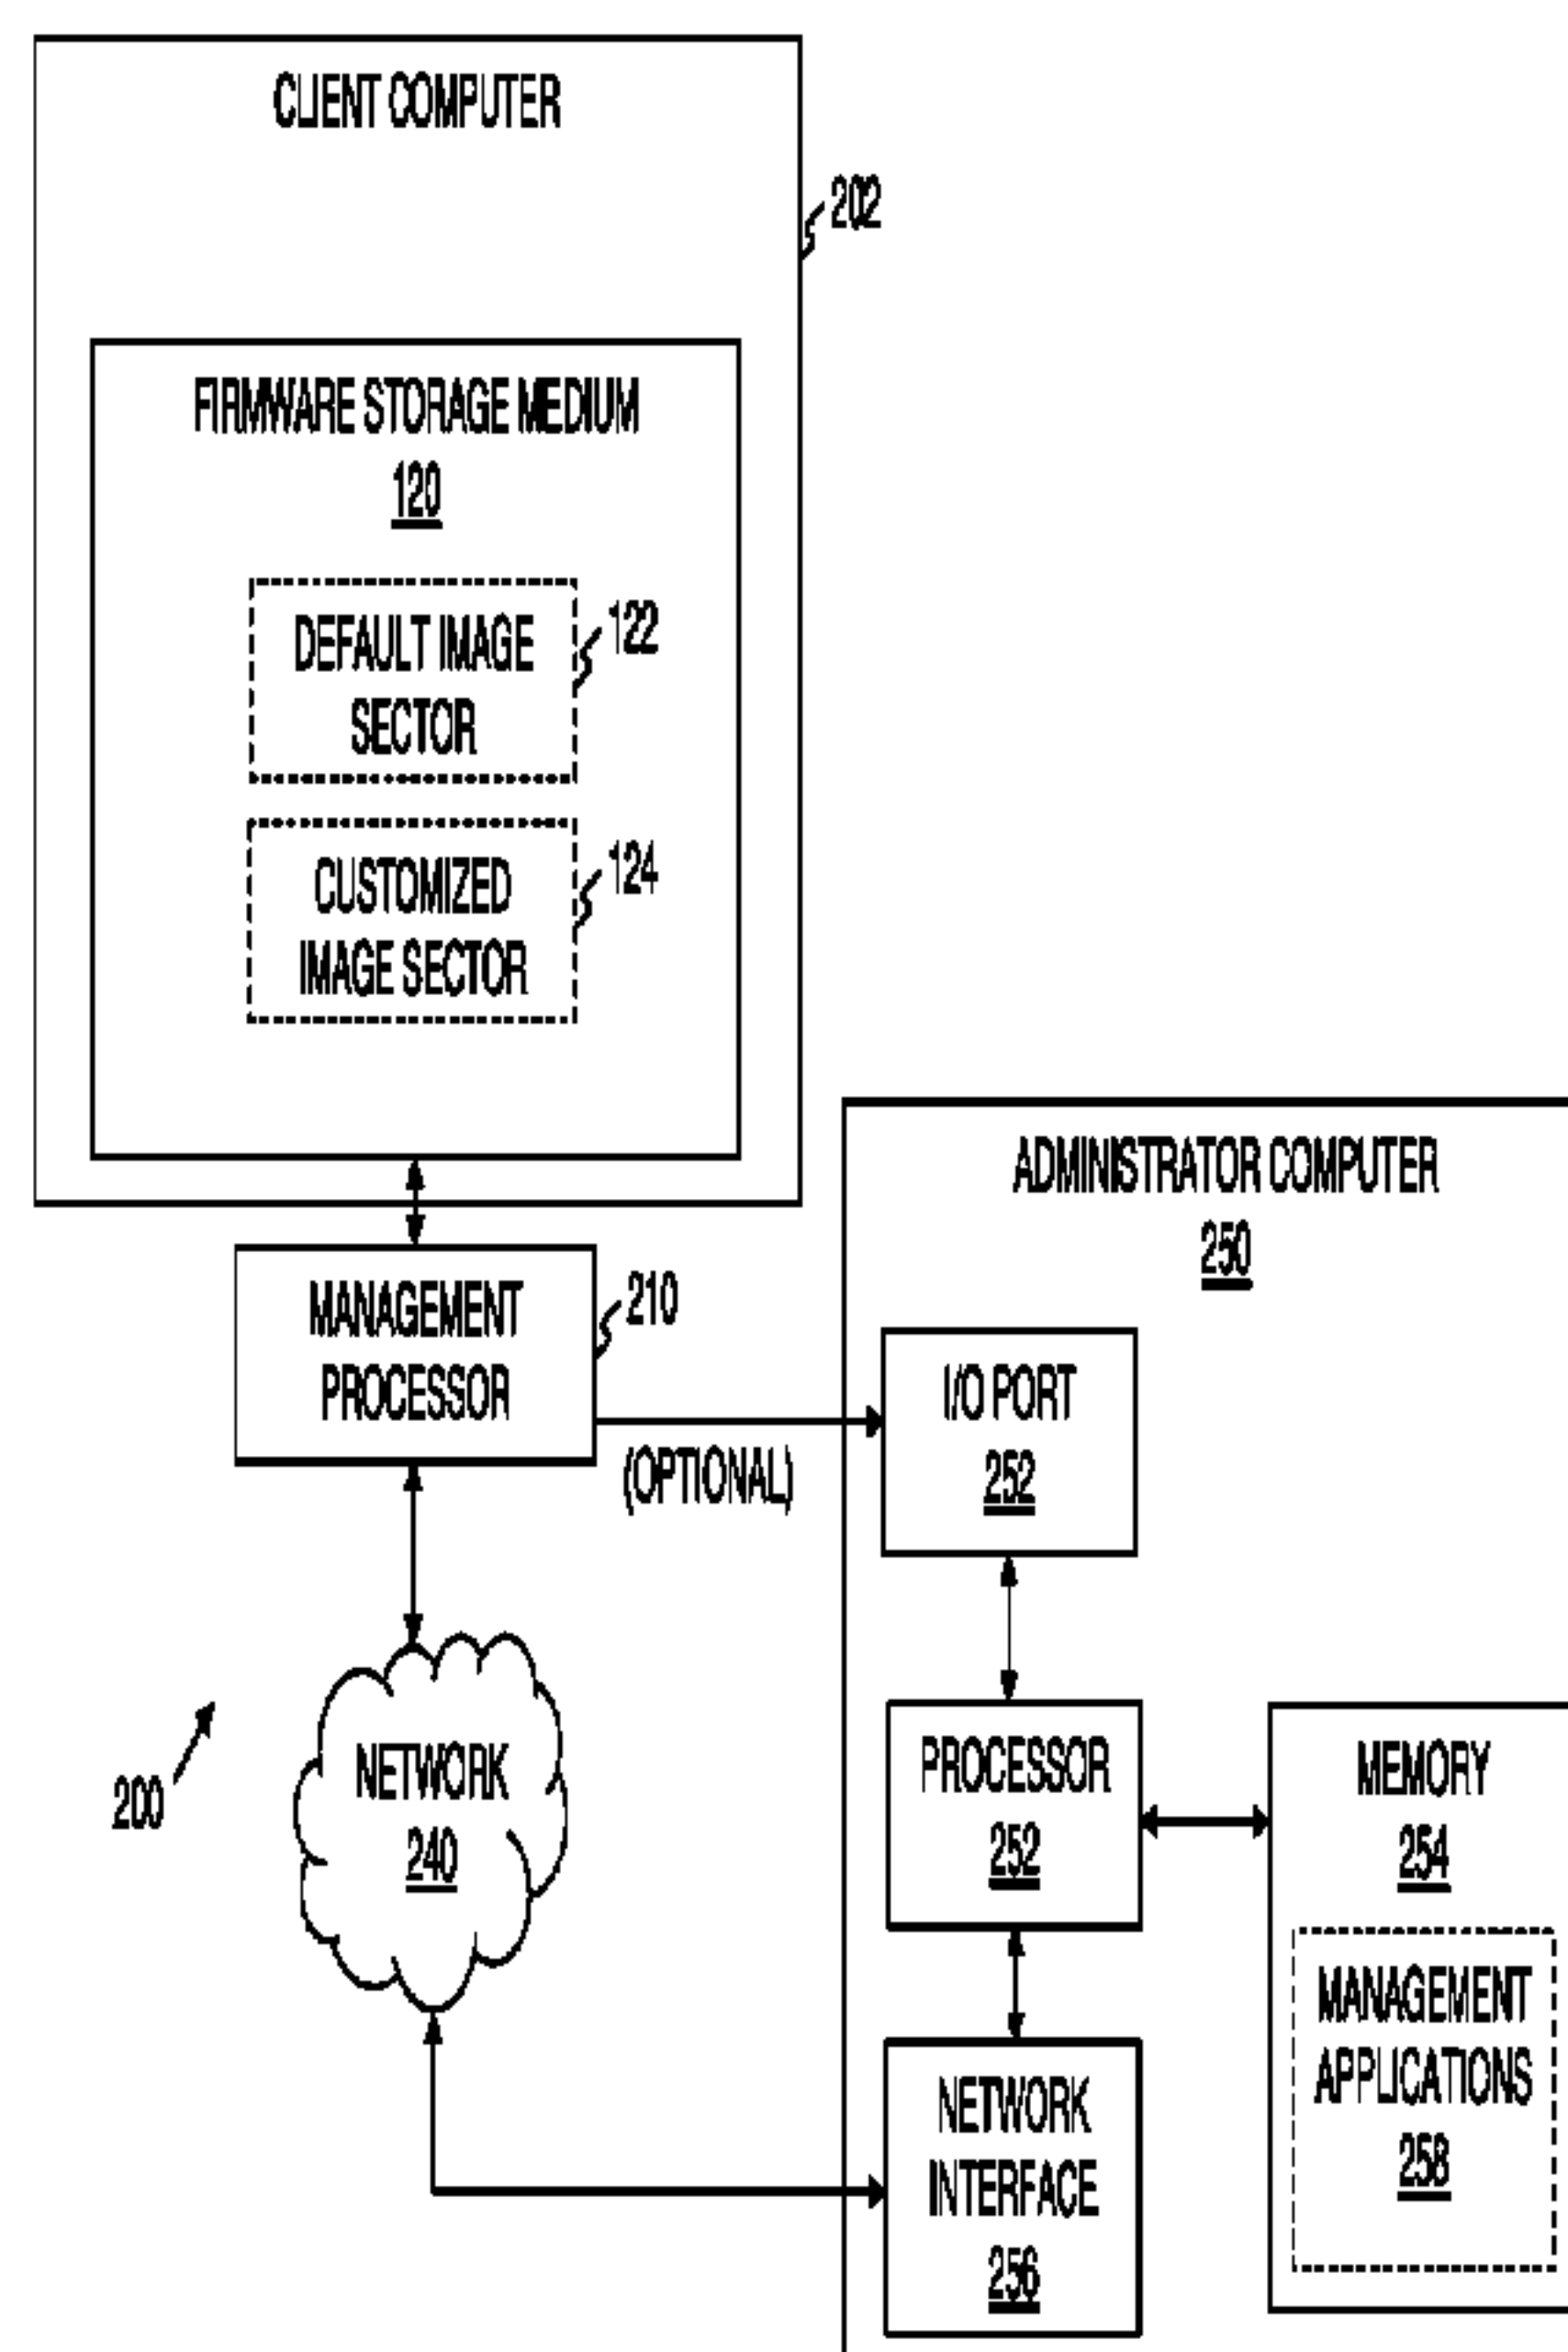 CLIENT COMPUTER
202
FIRMWARE STORAGE MEDIUM
120
DEFAULT IMAGE
SECTOR
122
CUSTOMIZED
IMAGE SECTOR
124
ADMINISTRATOR COMPUTER
250
MANAGEMENT
PROCESSOR
210
(OPTIONAL)
I/O PORT
252
NETWORK
240
200
PROCESSOR
252
MEMORY
254
MANAGEMENT
APPLICATIONS
258
NETWORK
INTERFACE
256